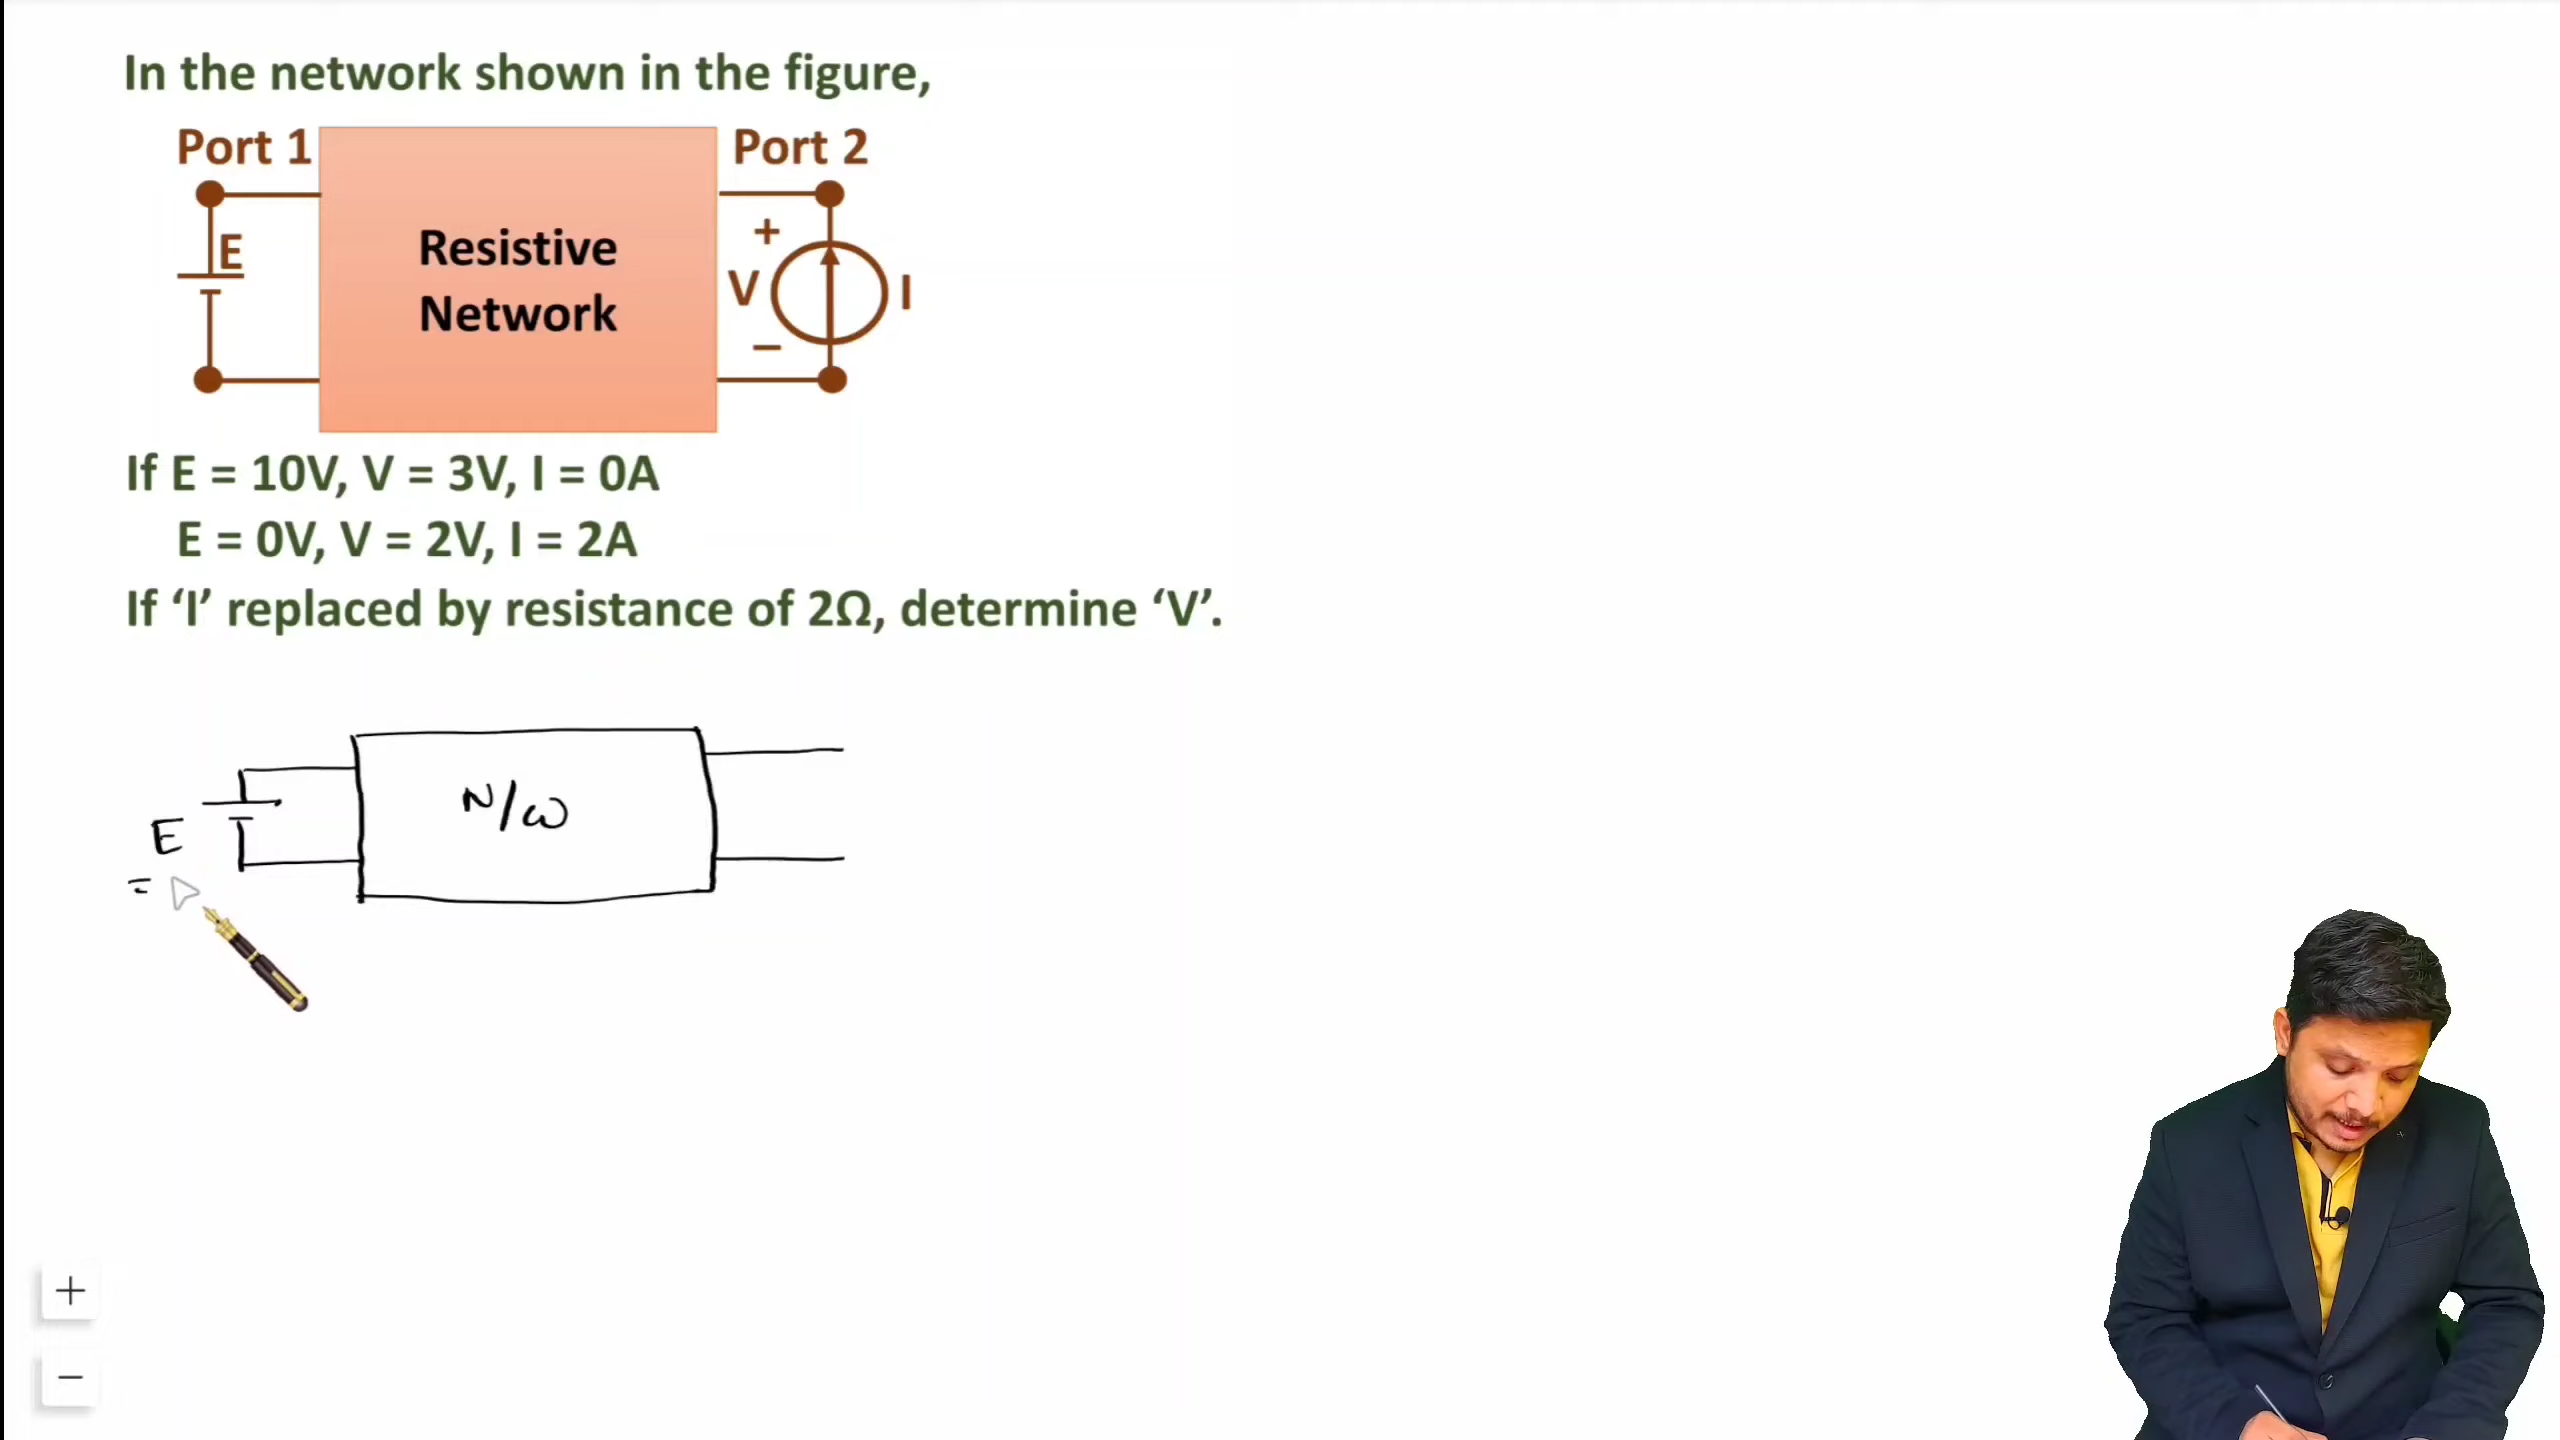 In the network shown in the figure,
Port 1
Port 2
E
Resistive
Network
+
V
I
−
If E = 10V, V = 3V, I = 0A
E = 0V, V = 2V, I = 2A
If ‘I’ replaced by resistance of 2Ω, determine ‘V’.
N/ω
E
=
+
−